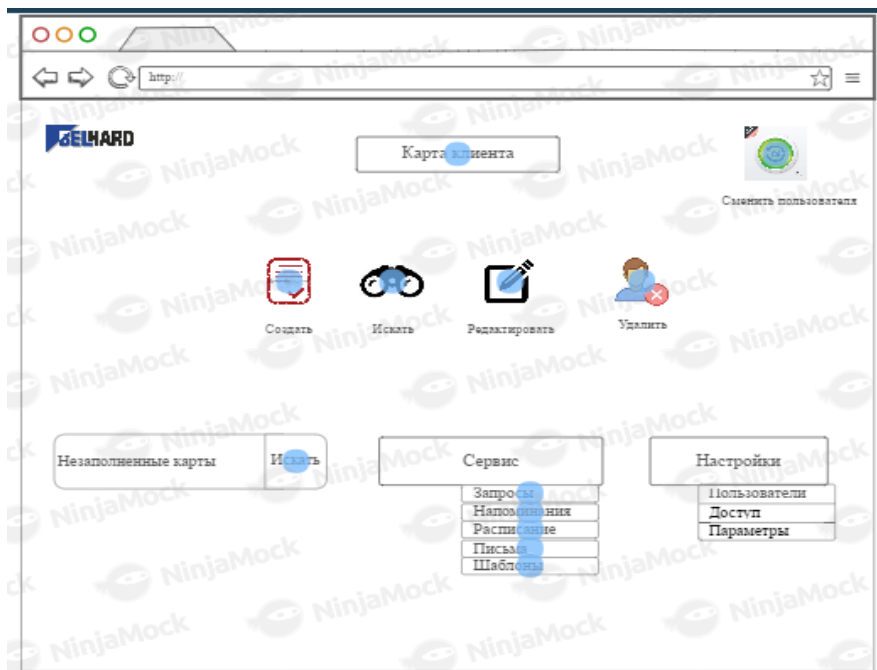 http://
GELHARD
Карта клиента
Сменить пользователя
Создать
Искать
Редактировать
Удалить
Незаполненные карты
Искать
Сервис
Настройки
Запросы
Напоминания
Расписание
Письма
Шаблоны
Пользователи
Доступ
Параметры
NinjaMock